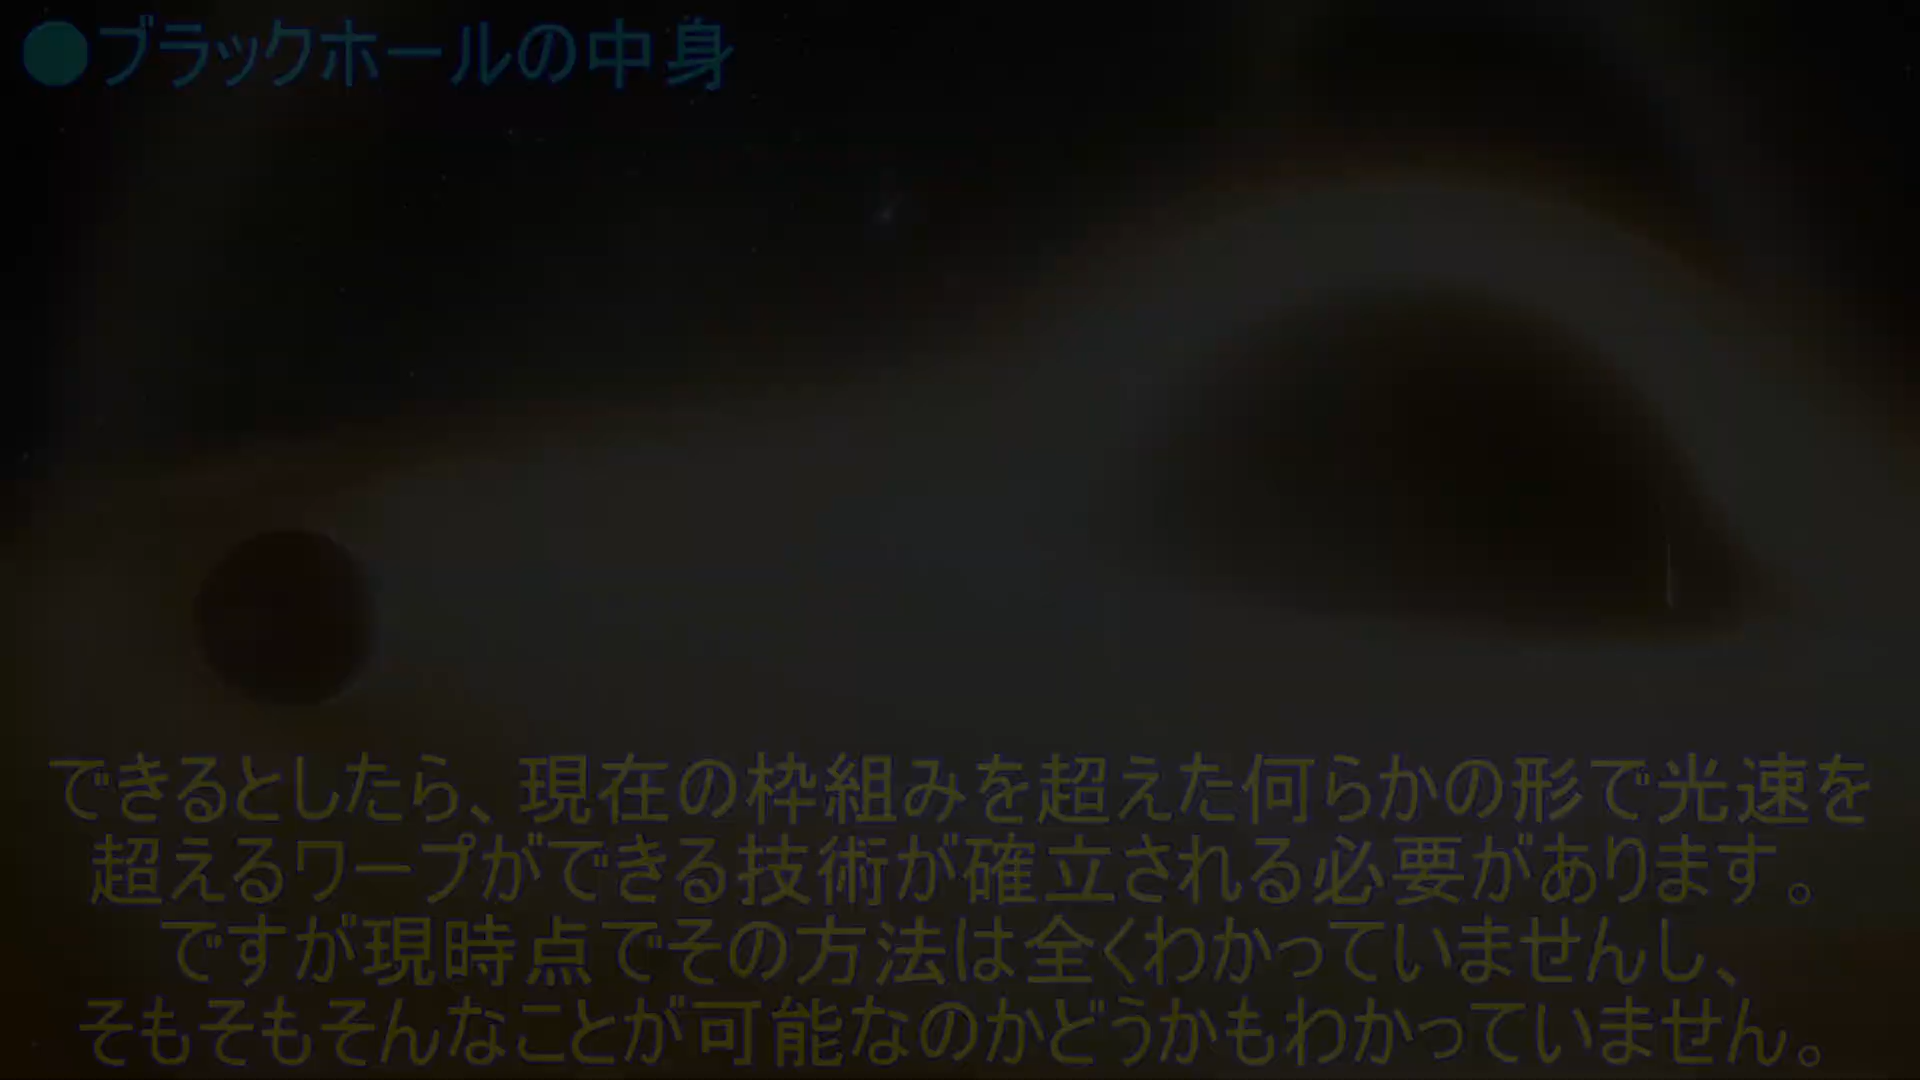 ●ブラックホールの中身
できるとしたら、現在の枠組みを超えた何らかの形で光速を
超えるワープができる技術が確立される必要があります。
ですが現時点でその方法は全くわかっていませんし、
そもそもそんなことが可能なのかどうかもわかっていません。